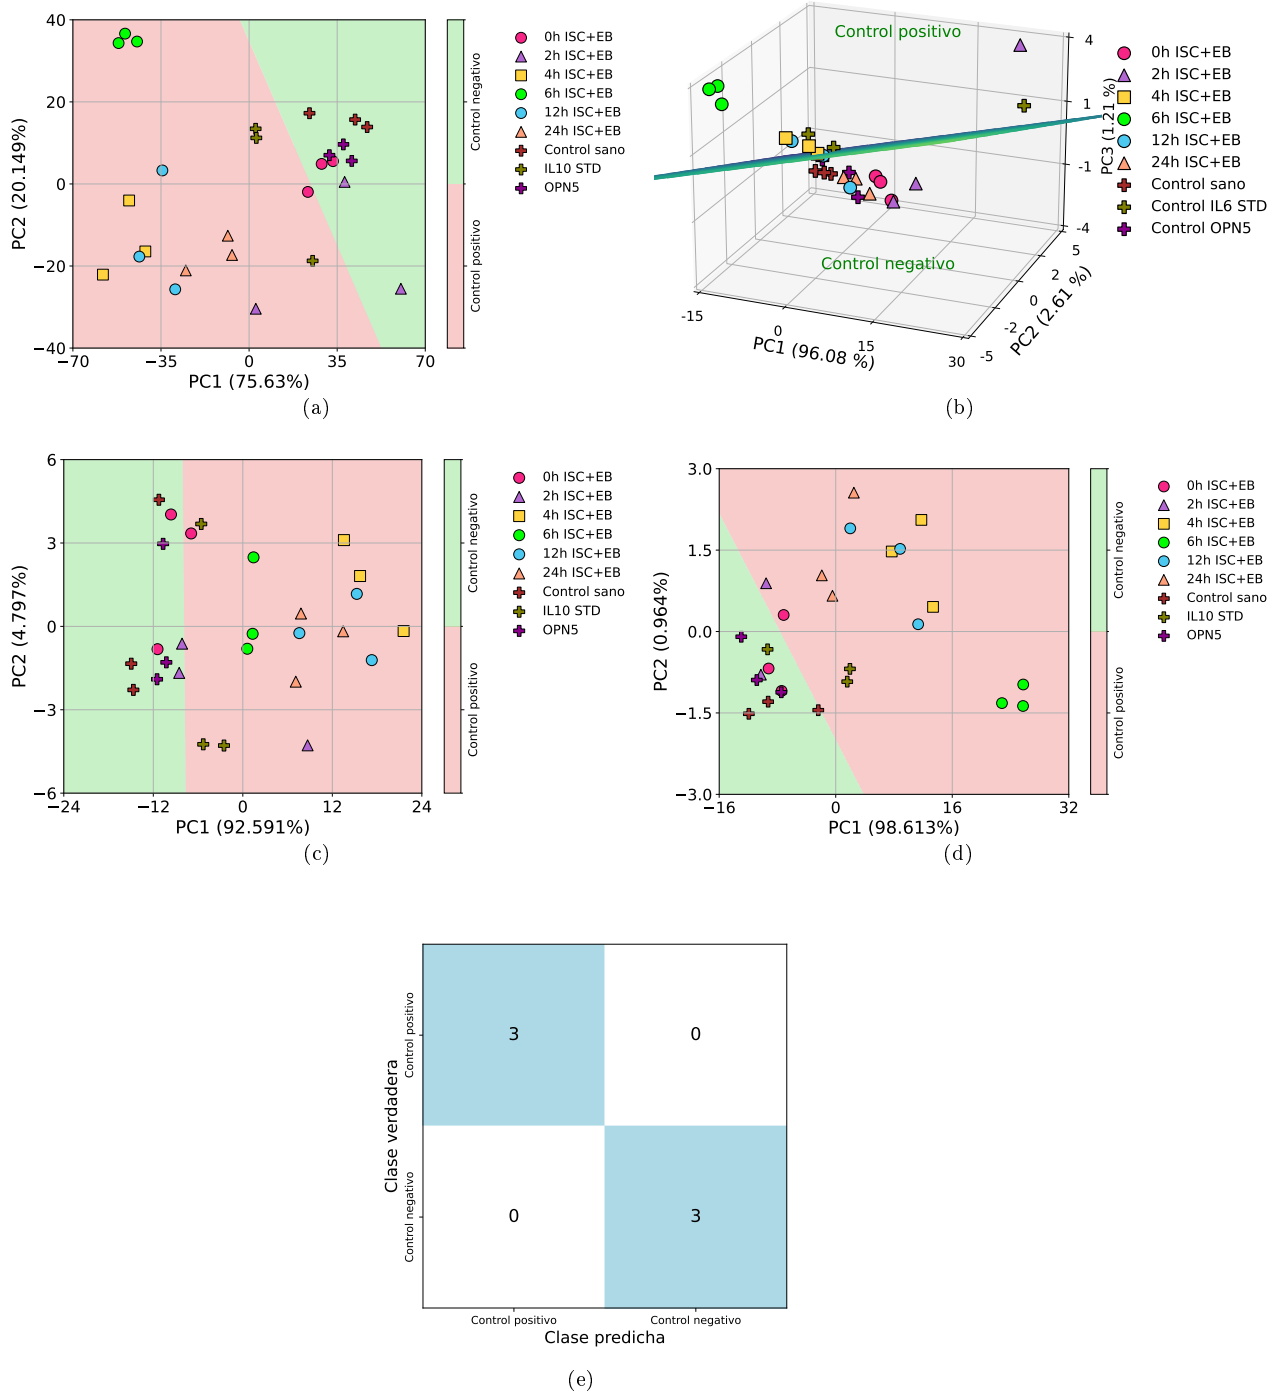 40
20
0
−20
−40
−70
−35
0
35
70
PC2 (20.149%)
PC1 (75.63%)
Control negativo
Control positivo
0h ISC+EB
2h ISC+EB
4h ISC+EB
6h ISC+EB
12h ISC+EB
24h ISC+EB
Control sano
IL10 STD
OPN5
(a)
Control positivo
Control negativo
4
1
-1
-4
PC3 (1.21 %)
5
2
0
-2
-5
PC2 (2.61 %)
-15
0
15
30
PC1 (96.08 %)
0h ISC+EB
2h ISC+EB
4h ISC+EB
6h ISC+EB
12h ISC+EB
24h ISC+EB
Control sano
Control IL6 STD
Control OPN5
(b)
6
3
0
−3
−6
−24
−12
0
12
24
PC2 (4.797%)
PC1 (92.591%)
Control negativo
Control positivo
0h ISC+EB
2h ISC+EB
4h ISC+EB
6h ISC+EB
12h ISC+EB
24h ISC+EB
Control sano
IL10 STD
OPN5
(c)
3.0
1.5
0.0
−1.5
−3.0
−16
0
16
32
PC2 (0.964%)
PC1 (98.613%)
Control negativo
Control positivo
0h ISC+EB
2h ISC+EB
4h ISC+EB
6h ISC+EB
12h ISC+EB
24h ISC+EB
Control sano
IL10 STD
OPN5
(d)
Clase verdadera
Control positivo
Control negativo
3
0
0
3
Control positivo
Control negativo
Clase predicha
(e)